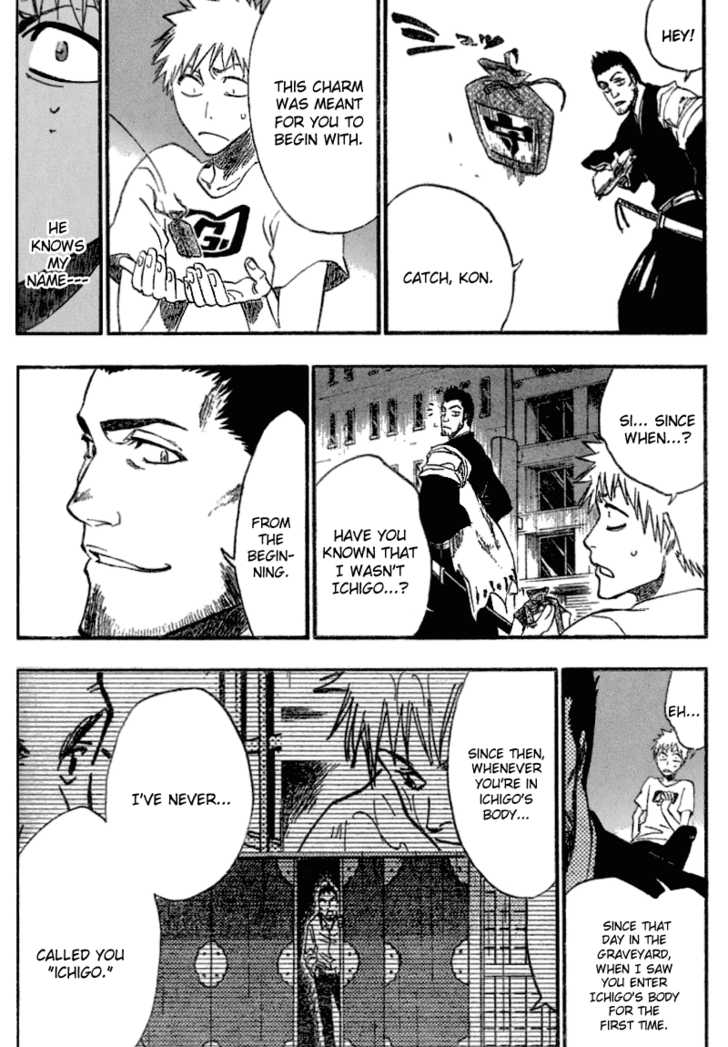 HEY!
CATCH, KON.
THIS CHARM
WAS MEANT
FOR YOU TO
BEGIN WITH.
G.
HE
KNOWS
MY
NAME---
SI... SINCE
WHEN...?
HAVE YOU
KNOWN THAT
I WASN'T
ICHIGO...?
FROM
THE
BEGIN-
NING.
EH...
SINCE THAT
DAY IN THE
GRAVEYARD,
WHEN I SAW
YOU ENTER
ICHIGO'S BODY
FOR THE
FIRST TIME.
SINCE THEN,
WHENEVER
YOU'RE IN
ICHIGO'S
BODY...
I'VE NEVER...
CALLED YOU
"ICHIGO."